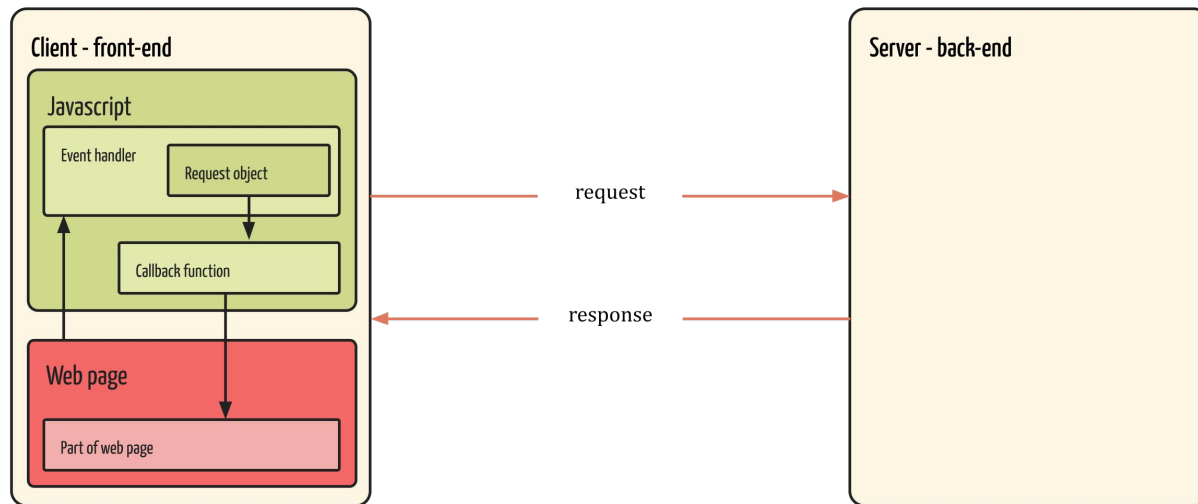 Client - front-end
Javascript
Event handler
Request object
Callback function
Web page
Part of web page
request
response
Server - back-end